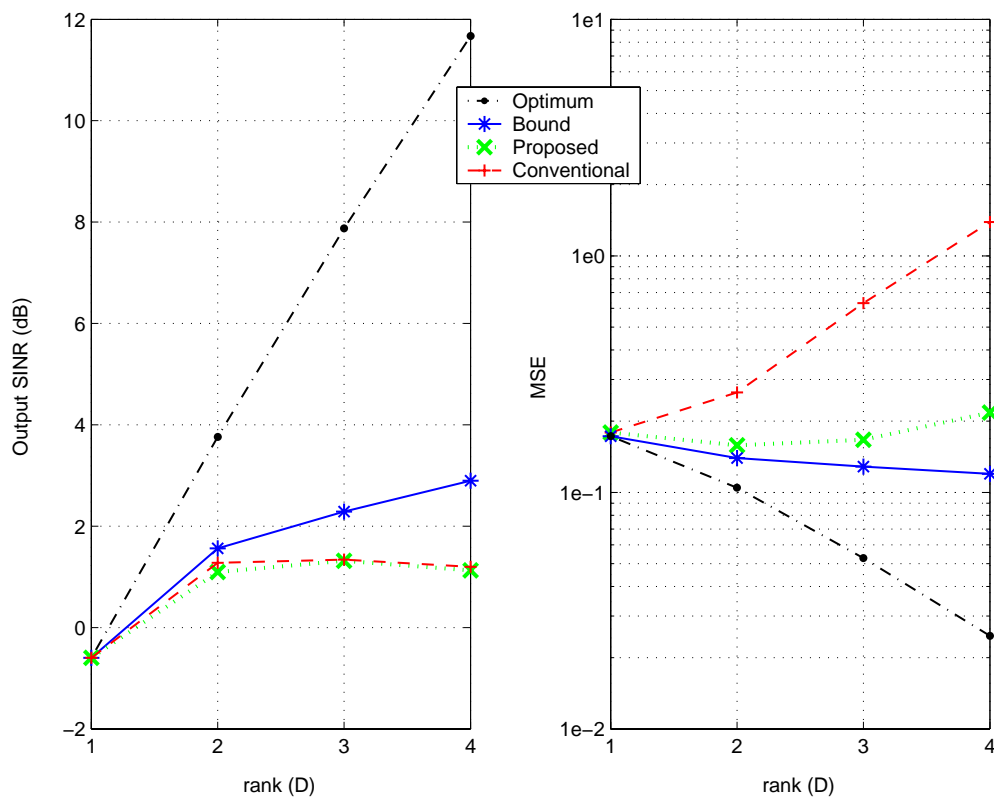 12
10
8
6
4
2
0
−2
1
2
3
4
rank (D)
Output SINR (dB)
Optimum
Bound
Proposed
Conventional
1e1
1e0
1e−1
1e−2
1
2
3
4
rank (D)
MSE